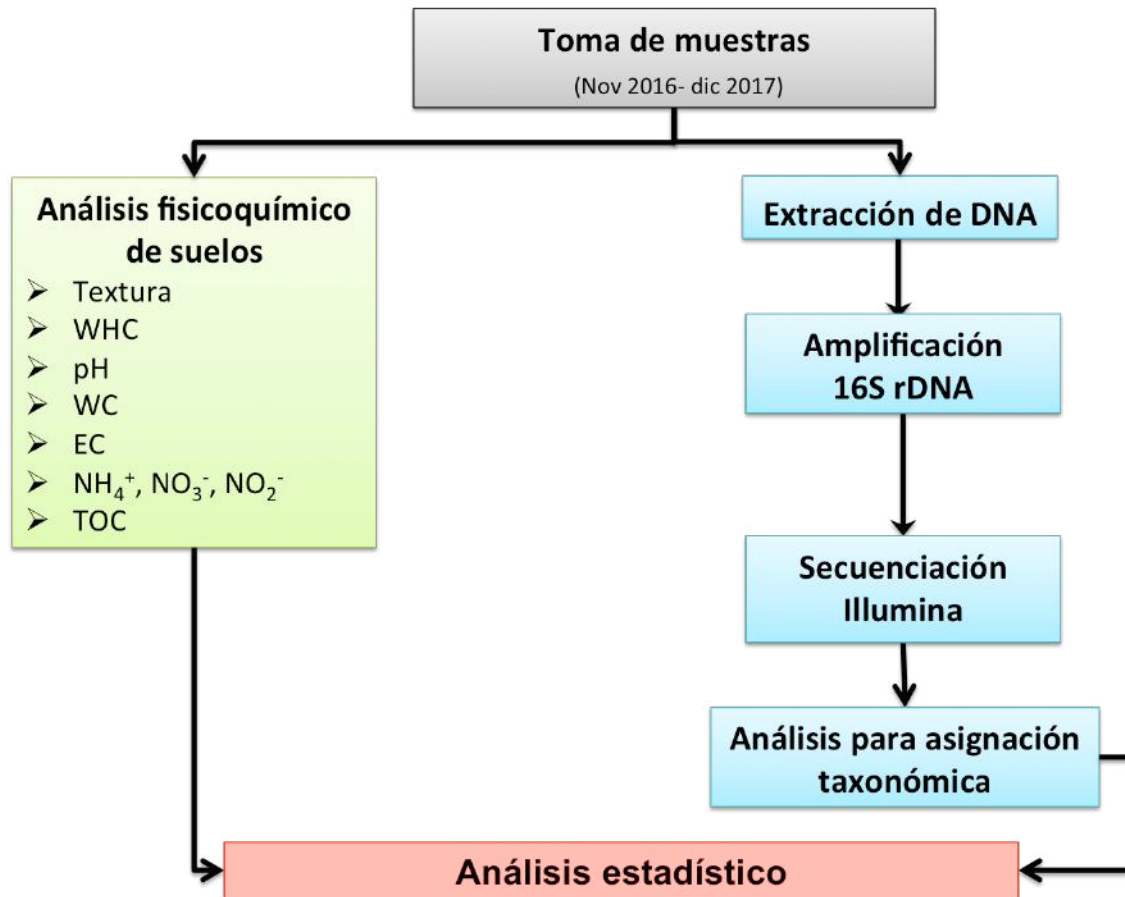 Toma de muestras
(Nov 2016- dic 2017)
Análisis fisicoquímico
de suelos
➢ Textura
➢ WHC
➢ pH
➢ WC
➢ EC
➢ NH₄⁺, NO₃⁻, NO₂⁻
➢ TOC
Extracción de DNA
Amplificación
16S rDNA
Secuenciación
Illumina
Análisis para asignación
taxonómica
Análisis estadístico